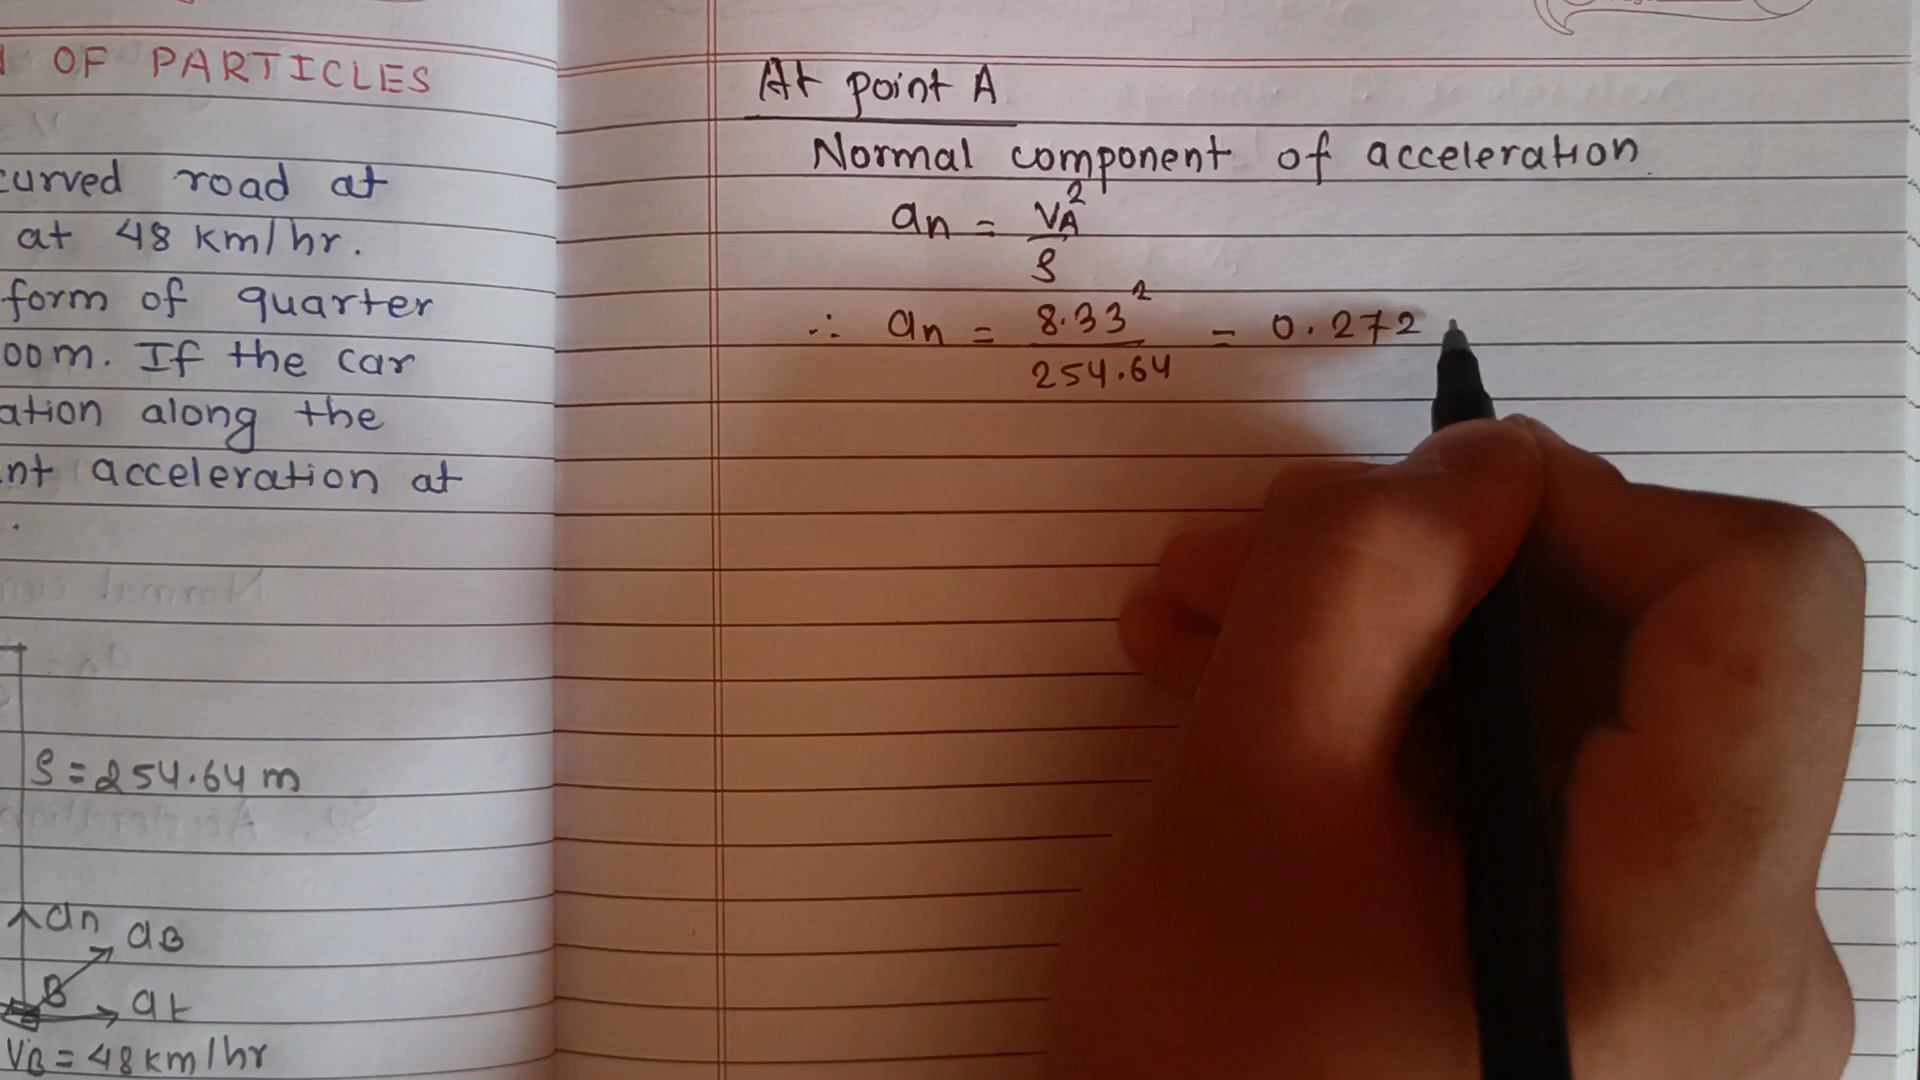 OF PARTICLES
curved road at
at 48 km/hr.
form of quarter
00m. If the car
ation along the
nt acceleration at
.
ρ = 254.64 m
an
aB
B
at
VB = 48 km/hr
At point A
Normal component of acceleration
an = VA²
ρ
∴ an = 8.33² = 0.272
254.64